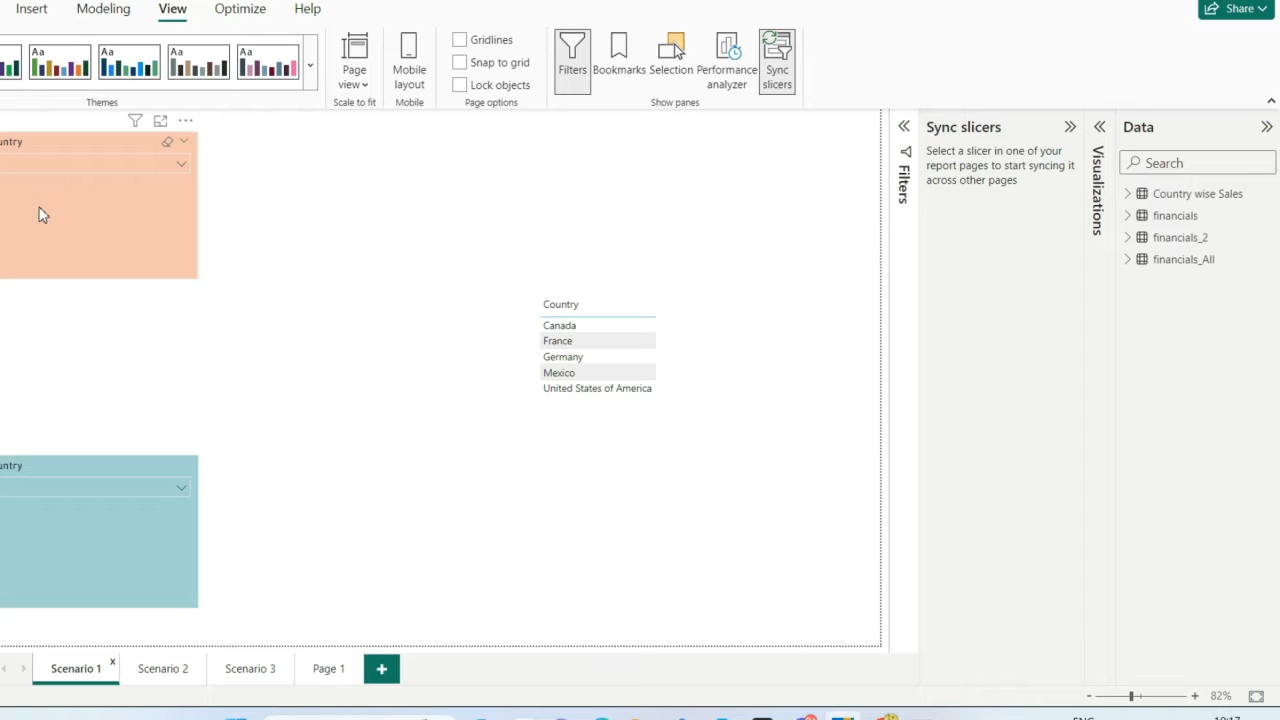 Insert Modeling View Optimize Help Share
Aa Aa Aa Aa
Gridlines
Snap to grid
Lock objects
Page view
Mobile layout
Filters Bookmarks Selection Performance analyzer Sync slicers
Themes Scale to fit Mobile Page options Show panes
untry
untry
Country
Canada
France
Germany
Mexico
United States of America
Filters
Sync slicers
Select a slicer in one of your
report pages to start syncing it
across other pages
Visualizations
Data
Search
Country wise Sales
financials
financials_2
financials_All
Scenario 1 x Scenario 2 Scenario 3 Page 1 +
- + 82%